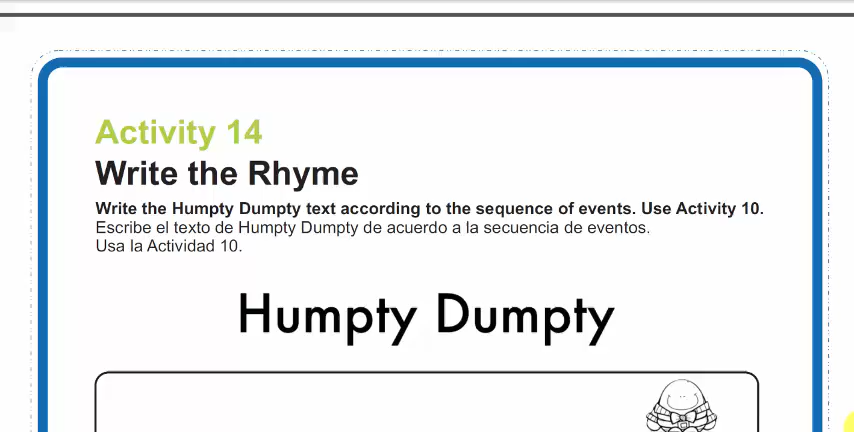 Activity 14
Write the Rhyme
Write the Humpty Dumpty text according to the sequence of events. Use Activity 10.
Escribe el texto de Humpty Dumpty de acuerdo a la secuencia de eventos.
Usa la Actividad 10.
Humpty Dumpty